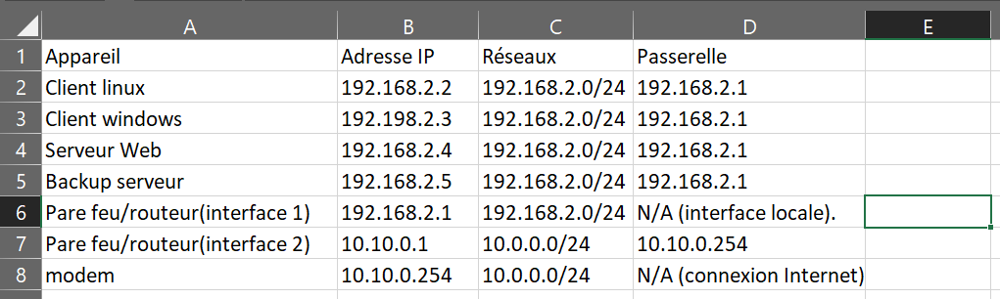 A B C D E
1 Appareil Adresse IP Réseaux Passerelle
2 Client linux 192.168.2.2 192.168.2.0/24 192.168.2.1
3 Client windows 192.198.2.3 192.168.2.0/24 192.168.2.1
4 Serveur Web 192.168.2.4 192.168.2.0/24 192.168.2.1
5 Backup serveur 192.168.2.5 192.168.2.0/24 192.168.2.1
6 Pare feu/routeur(interface 1) 192.168.2.1 192.168.2.0/24 N/A (interface locale).
7 Pare feu/routeur(interface 2) 10.10.0.1 10.0.0.0/24 10.10.0.254
8 modem 10.10.0.254 10.0.0.0/24 N/A (connexion Internet)